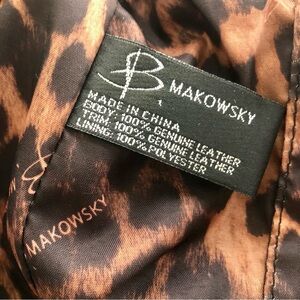 B MAKOWSKY
MADE IN CHINA
BODY: 100% GENUINE LEATHER
TRIM: 100% GENUINE LEATHER
LINING: 100% POLYESTER
B
MAKOWSKY